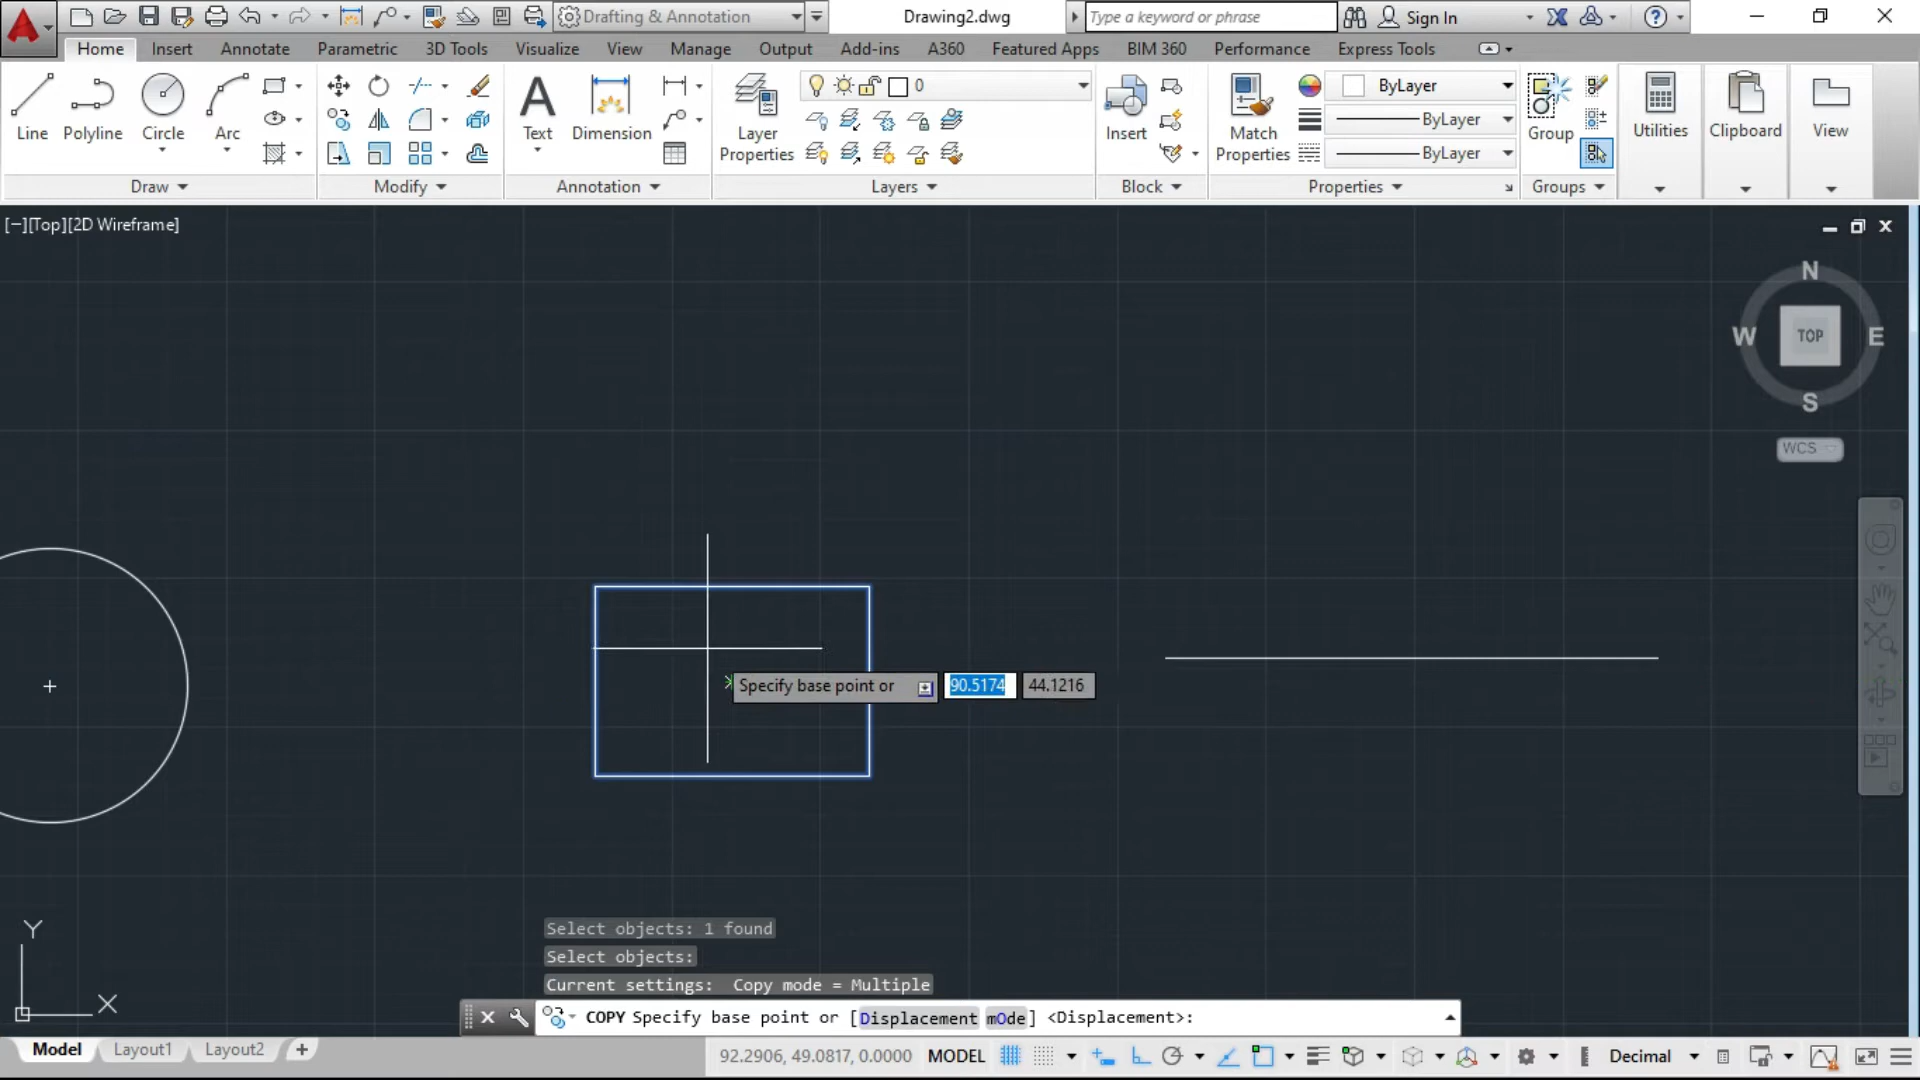 Drafting & Annotation
Drawing2.dwg
Type a keyword or phrase
Sign In
Home Insert Annotate Parametric 3D Tools Visualize View Manage Output Add-ins A360 Featured Apps BIM 360 Performance Express Tools
0
ByLayer
ByLayer
ByLayer
Line Polyline Circle Arc
Text Dimension
Layer
Properties
Insert
Match
Properties
Group
Utilities Clipboard View
Draw Modify Annotation Layers Block Properties Groups
[−][Top][2D Wireframe]
N
W TOP E
S
WCS
Specify base point or 90.5174 44.1216
Y
X
Select objects: 1 found
Select objects:
Current settings:  Copy mode = Multiple
COPY Specify base point or [Displacement mOde] <Displacement>:
Model Layout1 Layout2 +
92.2906, 49.0817, 0.0000 MODEL Decimal